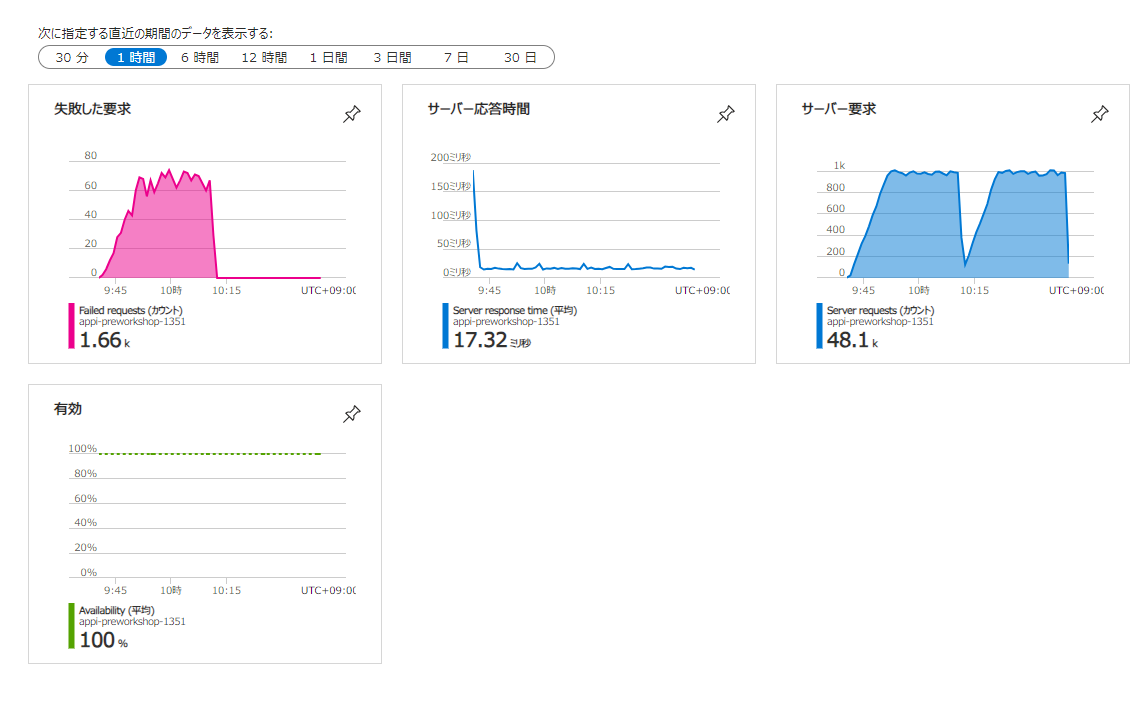 次に指定する直近の期間のデータを表示する:
30 分 1 時間 6 時間 12 時間 1 日間 3 日間 7 日 30 日
失敗した要求
80
60
40
20
0
9:45 10時 10:15 UTC+09:00
Failed requests (カウント)
appi-preworkshop-1351
1.66 k
サーバー応答時間
200ミリ秒
150ミリ秒
100ミリ秒
50ミリ秒
0ミリ秒
9:45 10時 10:15 UTC+09:00
Server response time (平均)
appi-preworkshop-1351
17.32 ミリ秒
サーバー要求
1k
800
600
400
200
0
9:45 10時 10:15 UTC+09:00
Server requests (カウント)
appi-preworkshop-1351
48.1 k
有効
100%
80%
60%
40%
20%
0%
9:45 10時 10:15 UTC+09:00
Availability (平均)
appi-preworkshop-1351
100 %